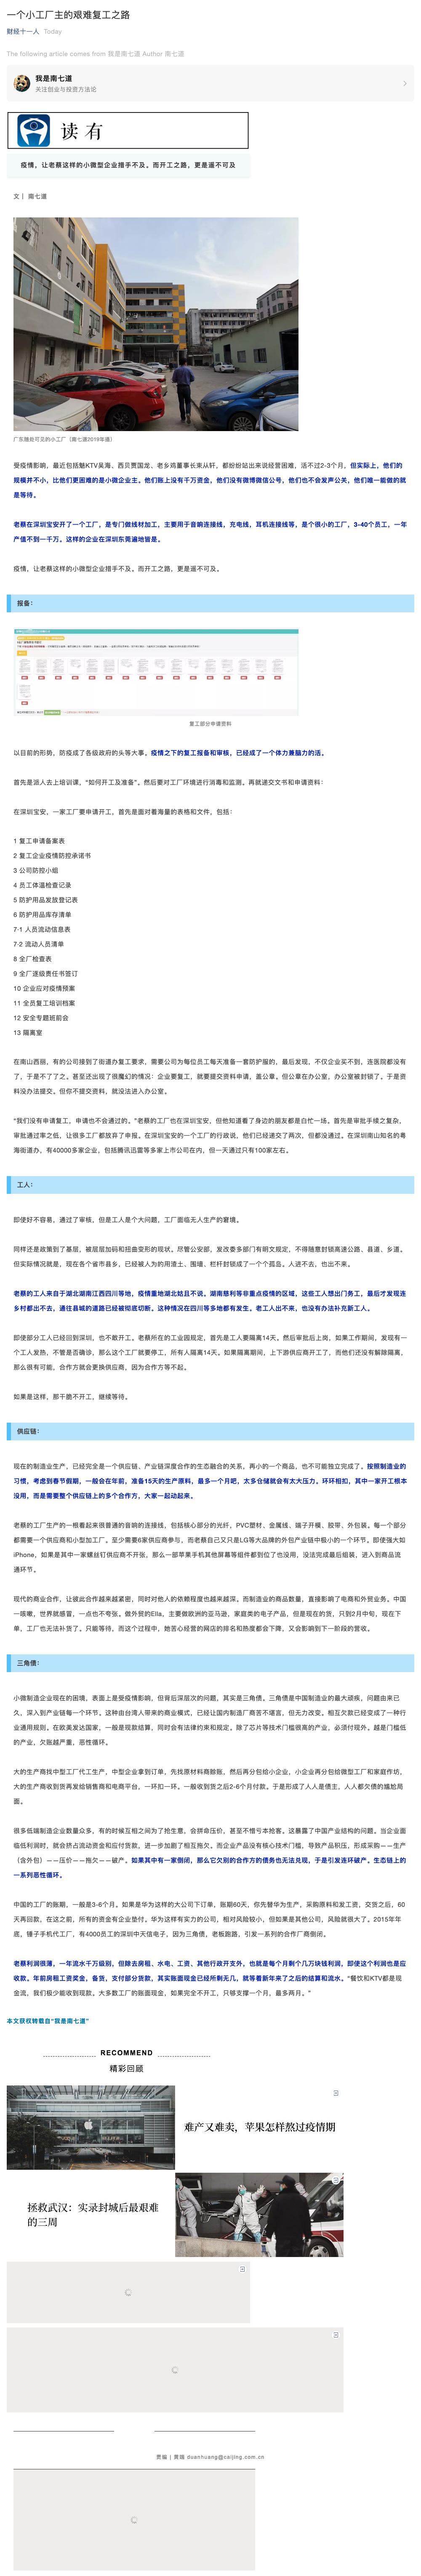 一个小工厂主的艰难复工之路
财经十一人 Today
The following article comes from 我是南七道 Author 南七道
我是南七道
关注创业与投资方法论
读有
疫情，让老蔡这样的小微型企业措手不及。而开工之路，更是遥不可及
文丨 南七道
广东随处可见的小工厂（南七道2019年摄）
受疫情影响，最近包括魅KTV吴海、西贝贾国龙、老乡鸡董事长束从轩，都纷纷站出来说经营困难，活不过2-3个月，但实际上，他们的
规模并不小，比他们更困难的是小微企业主。他们账上没有千万资金，他们没有微博微信公号，他们也不会发声公关，他们唯一能做的就
是等待。
老蔡在深圳宝安开了一个工厂，是专门做线材加工，主要用于音响连接线，充电线，耳机连接线等，是个很小的工厂，3-40个员工，一年
产值不到一千万。这样的企业在深圳东莞遍地皆是。
疫情，让老蔡这样的小微型企业措手不及。而开工之路，更是遥不可及。
报备：
复工部分申请资料
以目前的形势，防疫成了各级政府的头等大事。疫情之下的复工报备和审核，已经成了一个体力兼脑力的活。
首先是派人去上培训课，“如何开工及准备”。然后要对工厂环境进行消毒和监测。再就递交文书和申请资料：
在深圳宝安，一家工厂要申请开工，首先是面对着海量的表格和文件，包括：
1 复工申请备案表
2 复工企业疫情防控承诺书
3 公司防控小组
4 员工体温检查记录
5 防护用品发放登记表
6 防护用品库存清单
7-1 人员流动信息表
7-2 流动人员清单
8 全厂检查表
9 全厂逐级责任书签订
10 企业应对疫情预案
11 全员复工培训档案
12 安全专题班前会
13 隔离室
在南山西丽，有的公司接到了街道办复工要求，需要公司为每位员工每天准备一套防护服的，最后发现，不仅企业买不到，连医院都没有
了，于是不了了之。甚至还出现了很魔幻的情况：企业要复工，就要提交资料申请，盖公章。但公章在办公室，办公室被封锁了。于是资
料没办法提交。但你不提交资料，就没法进入办公室。
“我们没有申请复工，申请也不会通过的。”老蔡的工厂也在深圳宝安，但他知道看了身边的朋友都是白忙一场。首先是审批手续之复杂，
审批通过率之低，让很多工厂都放弃了申报。在深圳宝安的一个工厂的行政说，他们已经递交了两次，但都没通过。在深圳南山知名的粤
海街道办，有40000多家企业，包括腾讯迅雷等多家上市公司在内，但一天通过只有100家左右。
工人：
即使好不容易，通过了审核，但是工人是个大问题，工厂面临无人生产的窘境。
同样还是政策到了基层，被层层加码和扭曲变形的现状。尽管公安部，发改委多部门有明文规定，不得随意封锁高速公路、县道、乡道。
但实际情况就是，现在各个省市县乡，已经被人为的用渣土、围墙、栏杆封锁成了一个个孤岛。人进不去，也出不来。
老蔡的工人来自于湖北湖南江西四川等地，疫情重地湖北姑且不说。湖南慈利等非重点疫情的区域，这些工人想出门务工，最后才发现连
乡村都出不去，通往县城的道路已经被彻底切断。这种情况在四川等多地都有发生。老工人出不来，也没有办法补充新工人。
即使部分工人已经回到深圳，也不敢开工。老蔡所在的工业园规定，首先是工人要隔离14天。然后审批后上岗，如果工作期间，发现有一
个工人发热，不管是否确诊，那么这个工厂就要停工，所有人隔离14天。如果隔离期间，上下游供应商开工了，而他们还没有解除隔离，
那么很有可能，合作方就会更换供应商，因为合作方等不起。
如果是这样，那干脆不开工，继续等待。
供应链：
现在的制造业生产，已经完全是一个供应链、产业链深度合作的生态融合的关系，再小的一个商品，也不可能独立完成了。按照制造业的
习惯，考虑到春节假期，一般会在年前，准备15天的生产原料，最多一个月吧，太多仓储就会有太大压力。环环相扣，其中一家开工根本
没用，而是需要整个供应链上的多个合作方，大家一起动起来。
老蔡的工厂生产的一根看起来很普通的音响的连接线，包括核心部分的光纤，PVC塑材、金属线、端子开模，胶带、外包装。每一个部分
都需要一个供应商和小型加工厂。至少需要6家供应商参与，而老蔡自己又只是LG等大品牌的外包产业链中极小的一个环节。即使强大如
iPhone，如果是其中一家螺丝钉供应商不开张，那么一部苹果手机其他屏幕等组件都到位了也没用，没法完成最后组装，进入到商品流
通环节。
现代的商业合作，让彼此合作越来越紧密，同时对他人的依赖程度也越来越深。而制造业的商品数量，直接影响了电商和外贸业务。中国
一咳嗽，世界就感冒，一点也不夸张。做外贸的Ella，主要做欧洲的亚马逊，家庭类的电子产品，但是现在的货，只到2月中旬，现在下
单，工厂也无法补货了。只能等待，而这个过程中，她苦心经营的网店的排名和热度都会下降，又会影响到下一阶段的营收。
三角债：
小微制造企业现在的困境，表面上是受疫情影响，但背后深层次的问题，其实是三角债。三角债是中国制造业的最大顽疾，问题由来已
久，深入到产业链每一个环节。这种由台湾人带来的商业模式，已经让国内制造厂商苦不堪言，但无力改变。相互欠款已经变成了一种行
业通用规则。在欧美发达国家，一般是现款结算，同时会有法律的束和规定。除了芯片等技术门槛很高的产业，必须付现外。越是门槛低
的产业，欠账越严重，恶性循环。
大的生产商找中型工厂代工生产，中型企业拿到订单，先找原材料商赊账，然后再分包给小企业，小企业再分包给微型工厂和家庭作坊，
大的生产商收到货再发给销售商和电商平台，一环扣一环。一般收到货之后2-6个月付款。于是形成了人人是债主，人人都欠债的尴尬局
面。
很多低端制造企业数量众多，有的时候互相之间为了抢生意，会拼命压价，甚至不惜亏本抢客。这暴露了中国产业结构的问题。当企业面
临低利润时，就会挤占流动资金和应付货款，进一步加剧了相互拖欠。而企业产品没有核心技术门槛，导致产品积压，形成采购——生产
（含外包）——压价——拖欠——破产。如果其中有一家倒闭，那么它欠别的合作方的债务也无法兑现，于是引发连环破产。生态链上的
一系列恶性循环。
中国的工厂的账期，一般是3-6个月。如果是华为这样的大公司下订单，账期60天，你先替华为生产，采购原料和发工资，交货之后，60
天再回款，在这之前，所有的资金有企业垫付。华为这样有实力的公司，相对风险较小，但如果是其他公司，风险就很大了。2015年年
底，锤子手机代工厂，有4000员工的深圳中天信电子，因为三角债，老板跑路，引发一系列的合作厂商倒闭。
老蔡利润很薄，一年流水千万级别，但除去房租、水电、工资、其他行政开支外，也就是每个月剩个几万块钱利润，即使这个利润也是应
收款。年前房租工资奖金，备货，支付部分货款，其实账面现金已经所剩无几，就等着新年来了之后的结算和流水。“餐饮和KTV都是现
金流，我们极少能收到现款。大多数工厂的账面现金，如果完全不开工，只够支撑一个月，最多两月。”
本文获权转载自“我是南七道”
RECOMMEND
精彩回顾
难产又难卖，苹果怎样熬过疫情期
拯救武汉：实录封城后最艰难
的三周
责编 | 黄端 duanhuang@caijing.com.cn